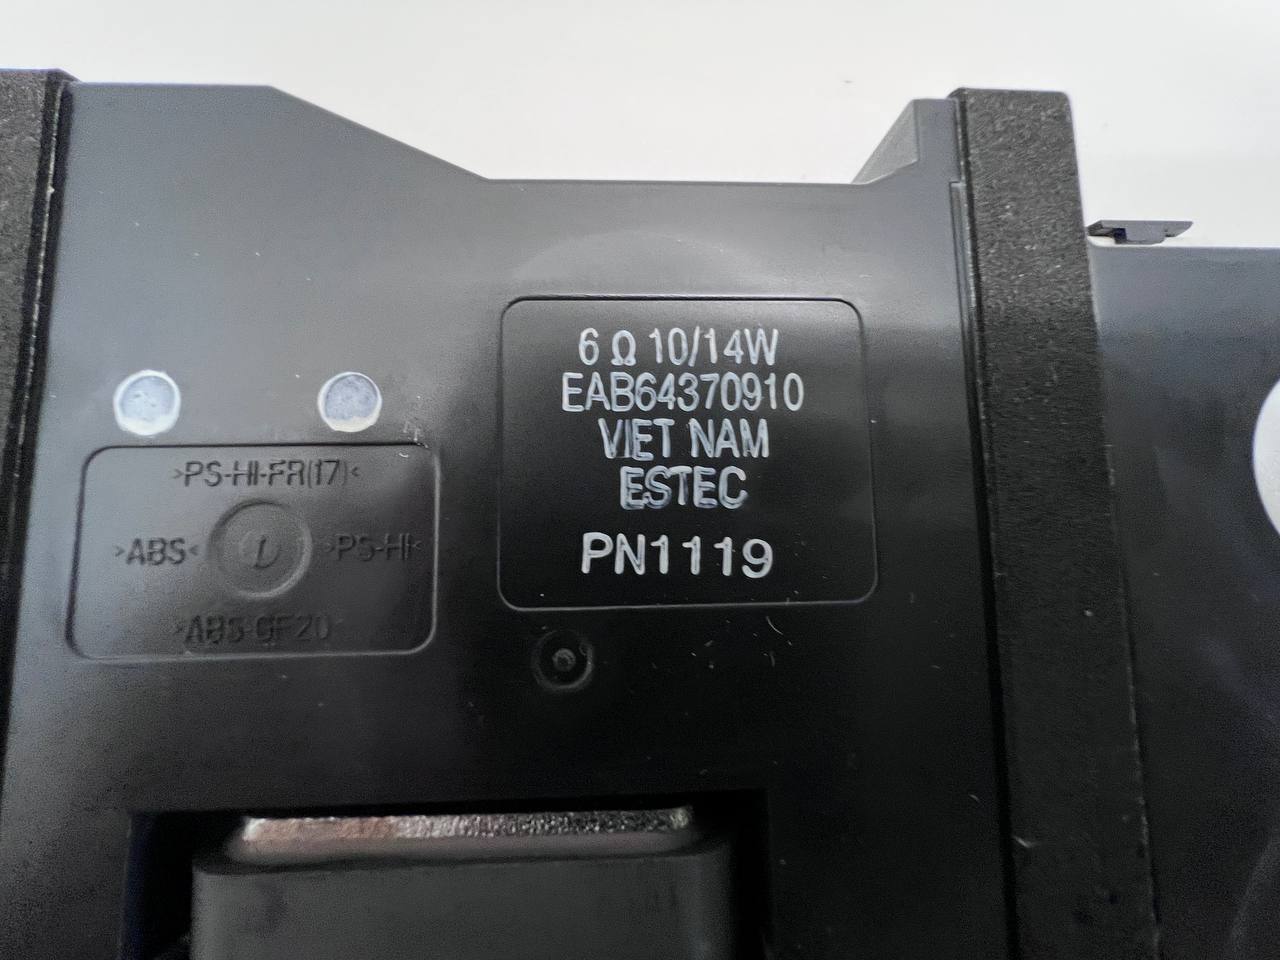 6 Ω 10/14W
EAB64370910
VIET NAM
ESTEC
PN1119
>PS-HI-FR(17)<
>ABS< L >PS-HI<
>ABS-GF20